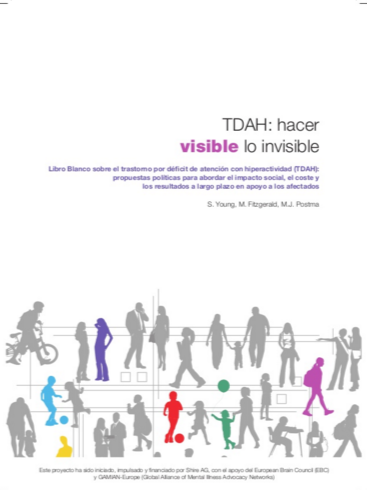 TDAH: hacer
visible lo invisible
Libro Blanco sobre el trastorno por déficit de atención con hiperactividad (TDAH):
propuestas políticas para abordar el impacto social, el coste y
los resultados a largo plazo en apoyo a los afectados
S. Young, M. Fitzgerald, M.J. Postma
Este proyecto ha sido iniciado, impulsado y financiado por Shire AG, con el apoyo del European Brain Council (EBC)
y GAMIAN-Europe (Global Alliance of Mental Illness Advocacy Networks)